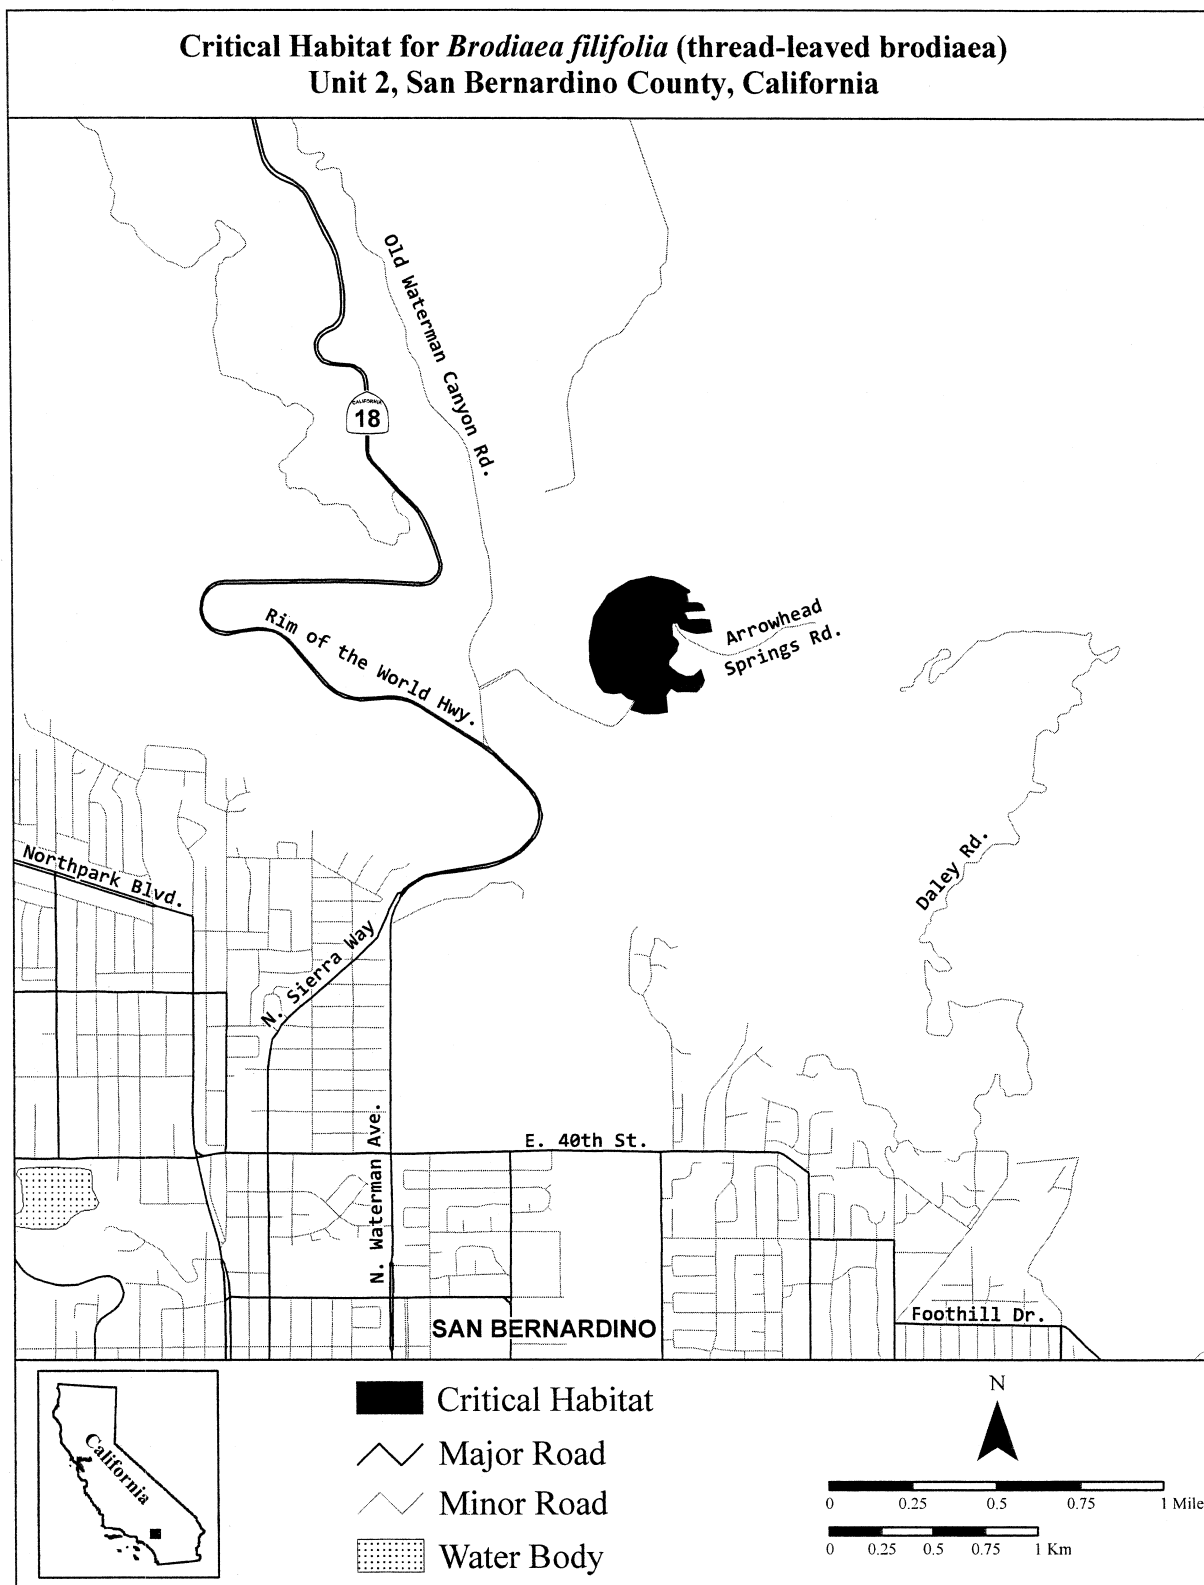 Critical Habitat for Brodiaea filifolia (thread-leaved brodiaea)
Unit 2, San Bernardino County, California
Old Waterman Canyon Rd.
CALIFORNIA
18
Rim of the World Hwy.
Arrowhead
Springs Rd.
Northpark Blvd.
Daley Rd.
N. Sierra Way
N. Waterman Ave.
E. 40th St.
Foothill Dr.
SAN BERNARDINO
California
Critical Habitat
Major Road
Minor Road
Water Body
N
0 0.25 0.5 0.75 1 Mile
0 0.25 0.5 0.75 1 Km